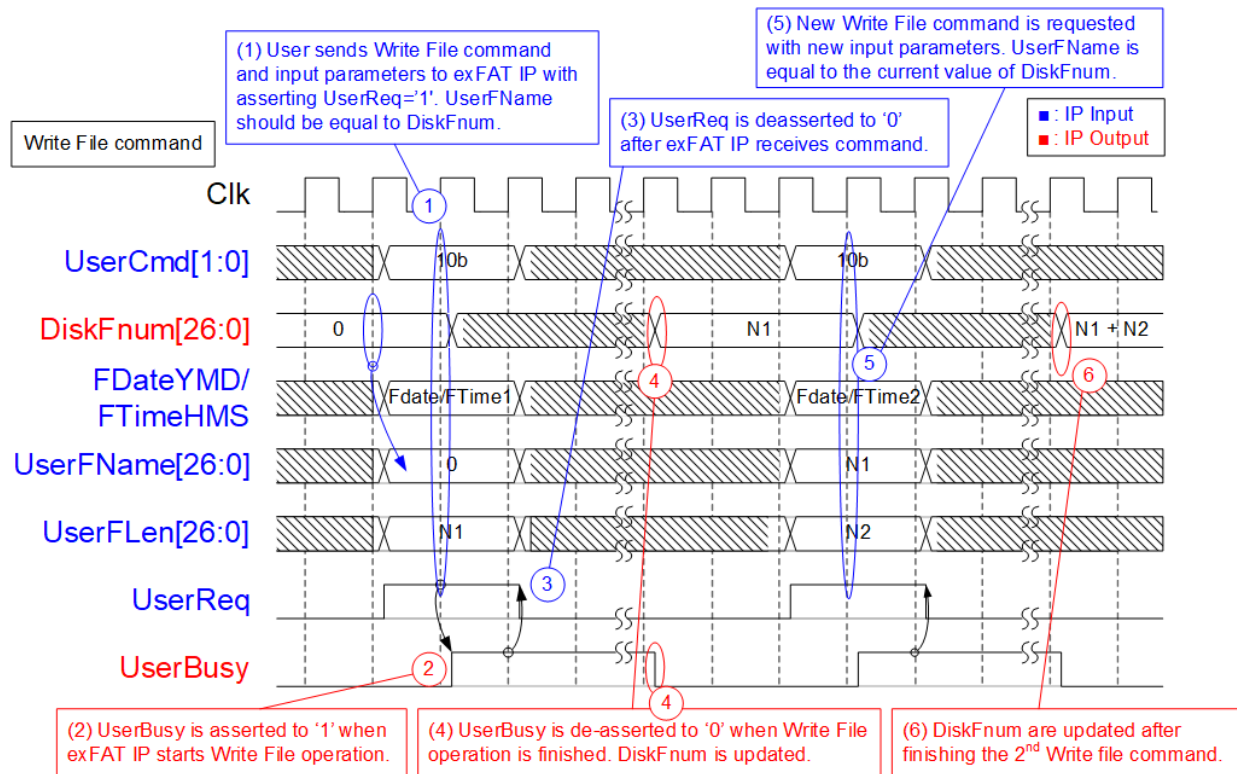 (1) User sends Write File command
and input parameters to exFAT IP with
asserting UserReq=’1'. UserFName
should be equal to DiskFnum.
(5) New Write File command is requested
with new input parameters. UserFName is
equal to the current value of DiskFnum.
(3) UserReq is deasserted to ‘0’
after exFAT IP receives command.
■ : IP Input
■ : IP Output
Write File command
Clk
1
UserCmd[1:0]
10b
10b
DiskFnum[26:0]
0
N1
N1 + N2
5
4
6
FDateYMD/
FTimeHMS
Fdate/FTime1
Fdate/FTime2
UserFName[26:0]
0
N1
UserFLen[26:0]
N1
N2
UserReq
3
UserBusy
2
4
(2) UserBusy is asserted to ‘1’ when
exFAT IP starts Write File operation.
(4) UserBusy is de-asserted to ‘0’ when Write File
operation is finished. DiskFnum is updated.
(6) DiskFnum are updated after
finishing the 2nd Write file command.